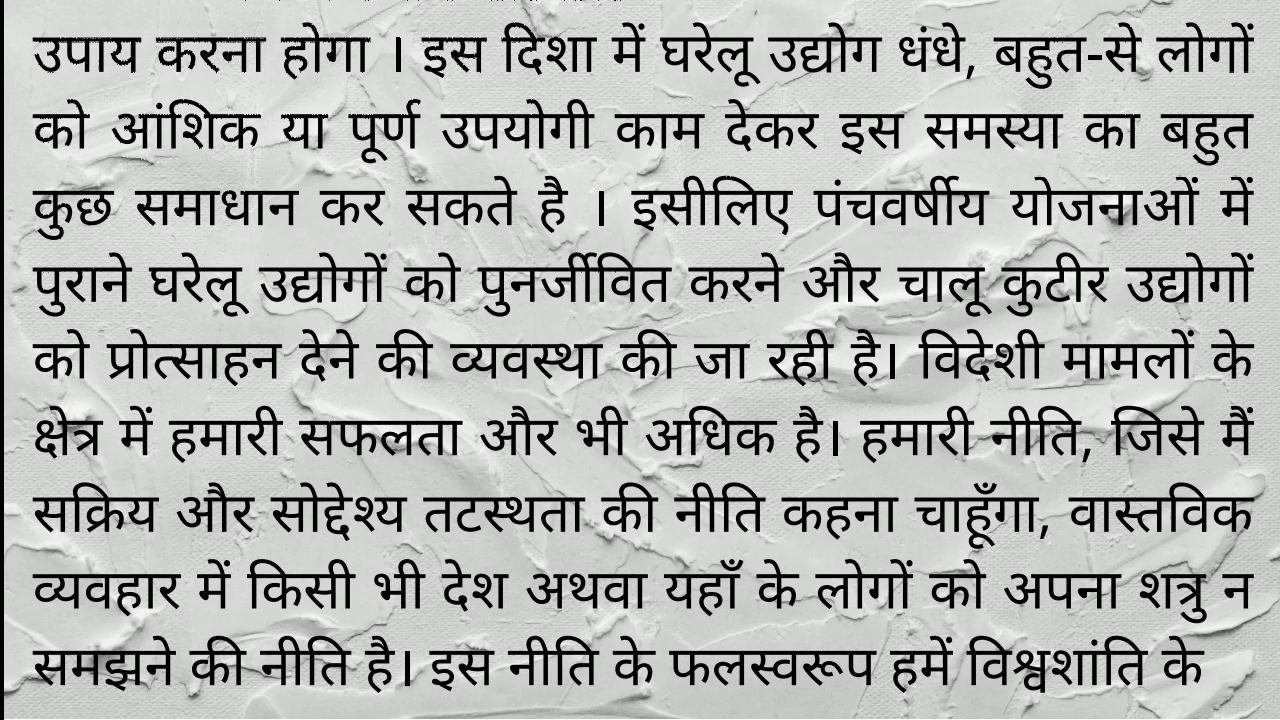 उपाय करना होगा । इस दिशा में घरेलू उद्योग धंधे, बहुत-से लोगों
को आंशिक या पूर्ण उपयोगी काम देकर इस समस्या का बहुत
कुछ समाधान कर सकते है । इसीलिए पंचवर्षीय योजनाओं में
पुराने घरेलू उद्योगों को पुनर्जीवित करने और चालू कुटीर उद्योगों
को प्रोत्साहन देने की व्यवस्था की जा रही है। विदेशी मामलों के
क्षेत्र में हमारी सफलता और भी अधिक है। हमारी नीति, जिसे मैं
सक्रिय और सोद्देश्य तटस्थता की नीति कहना चाहूँगा, वास्तविक
व्यवहार में किसी भी देश अथवा यहाँ के लोगों को अपना शत्रु न
समझने की नीति है। इस नीति के फलस्वरूप हमें विश्वशांति के